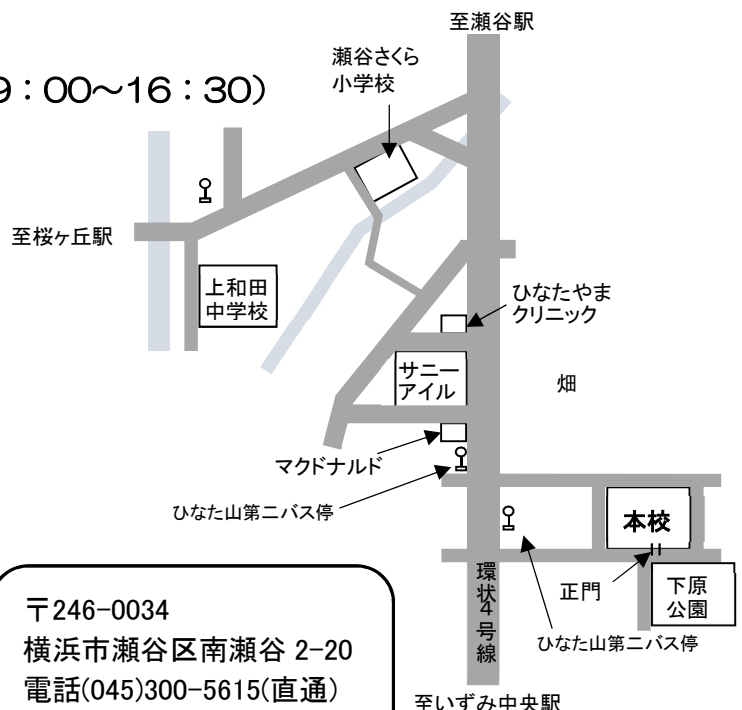 至瀬谷駅
瀬谷さくら
小学校
9：00～16：30）
至桜ヶ丘駅
上和田
中学校
ひなたやま
クリニック
サニー
アイル
畑
マクドナルド
ひなた山第二バス停
本校
環状4号線
正門
下原
公園
ひなた山第二バス停
〒246-0034
横浜市瀬谷区南瀬谷 2-20
電話(045)300-5615(直通)
至いずみ中央駅